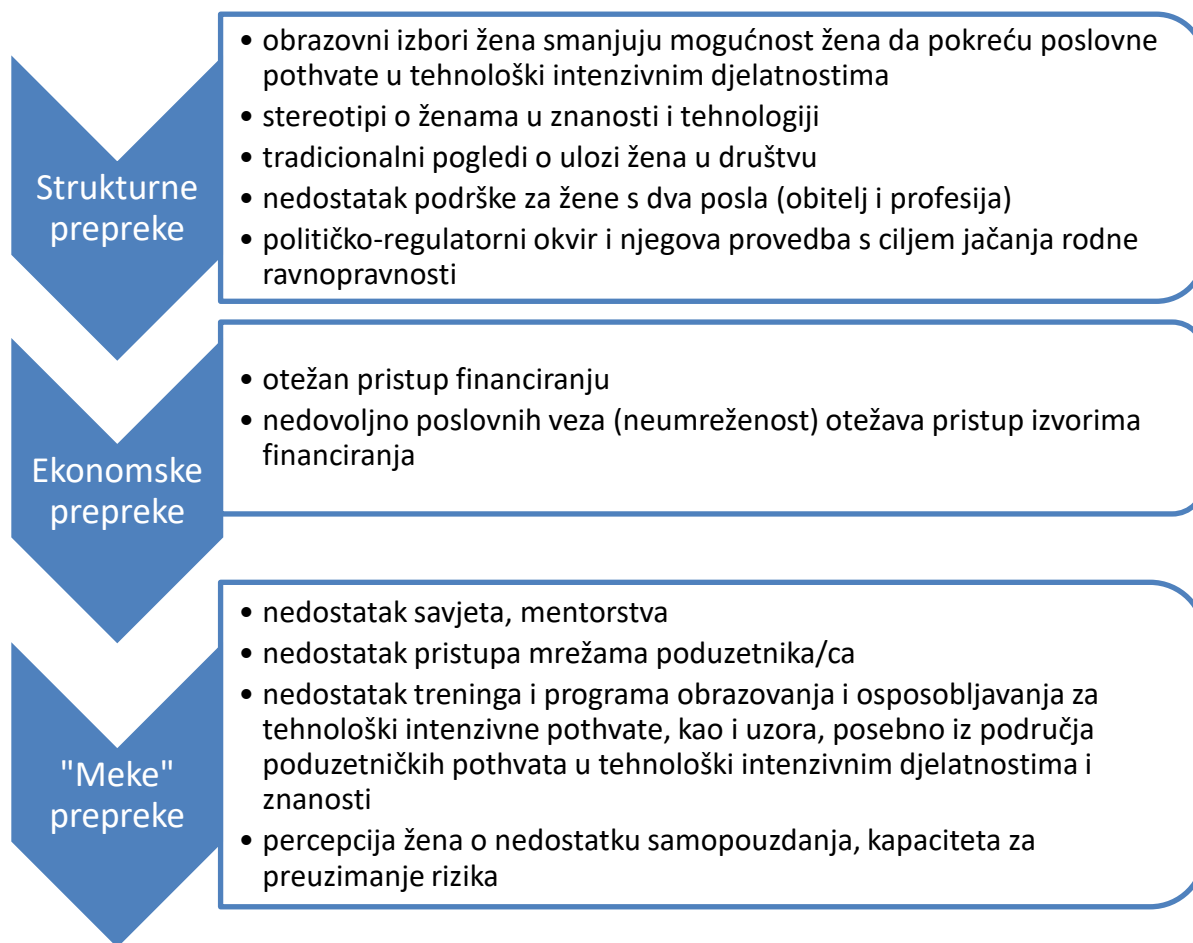 Strukturne
prepreke
• obrazovni izbori žena smanjuju mogućnost žena da pokreću poslovne
pothvate u tehnološki intenzivnim djelatnostima
• stereotipi o ženama u znanosti i tehnologiji
• tradicionalni pogledi o ulozi žena u društvu
• nedostatak podrške za žene s dva posla (obitelj i profesija)
• političko-regulatorni okvir i njegova provedba s ciljem jačanja rodne
ravnopravnosti
Ekonomske
prepreke
• otežan pristup financiranju
• nedovoljno poslovnih veza (neumreženost) otežava pristup izvorima
financiranja
"Meke"
prepreke
• nedostatak savjeta, mentorstva
• nedostatak pristupa mrežama poduzetnika/ca
• nedostatak treninga i programa obrazovanja i osposobljavanja za
tehnološki intenzivne pothvate, kao i uzora, posebno iz područja
poduzetničkih pothvata u tehnološki intenzivnim djelatnostima i
znanosti
• percepcija žena o nedostatku samopouzdanja, kapaciteta za
preuzimanje rizika